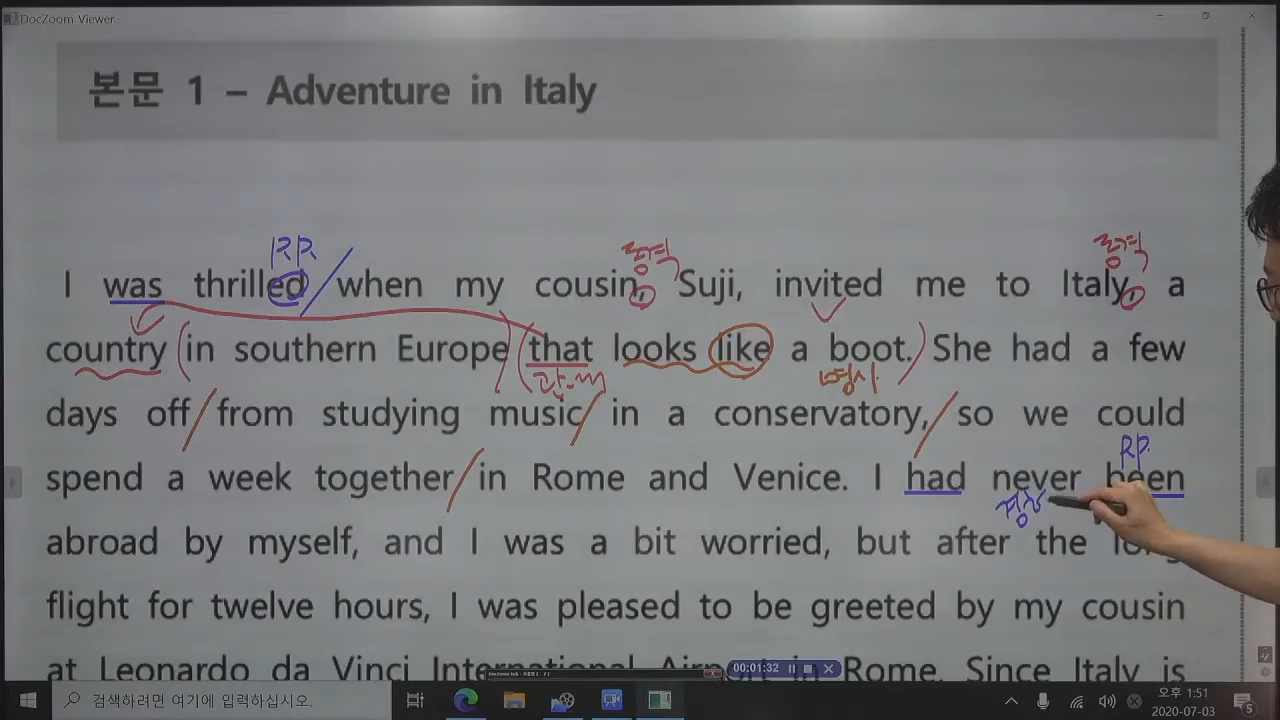 DocZoom Viewer
본문 1 – Adventure in Italy
P.P. 동격 동격
I was thrilled when my cousin, Suji, invited me to Italy, a
country in southern Europe that looks like a boot. She had a few
명사
days off from studying music in a conservatory, so we could
P.P.
spend a week together in Rome and Venice. I had never been
경험
abroad by myself, and I was a bit worried, but after the long
flight for twelve hours, I was pleased to be greeted by my cousin
at Leonardo da Vinci International Airport in Rome. Since Italy is
00:01:32
검색하려면 여기에 입력하십시오.
오후 1:51
2020-07-03
5